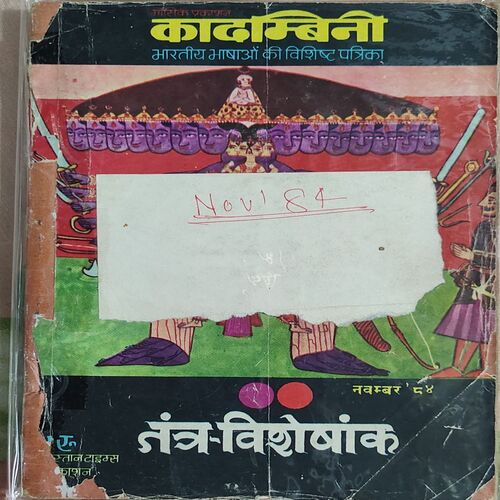 मासिक प्रकाशन
कादम्बिनी
भारतीय भाषाओं की विशिष्ट पत्रिका
Nov' 84
नवम्बर '८४
तंत्र-विशेषांक
स्तान टाइम्स
काशन